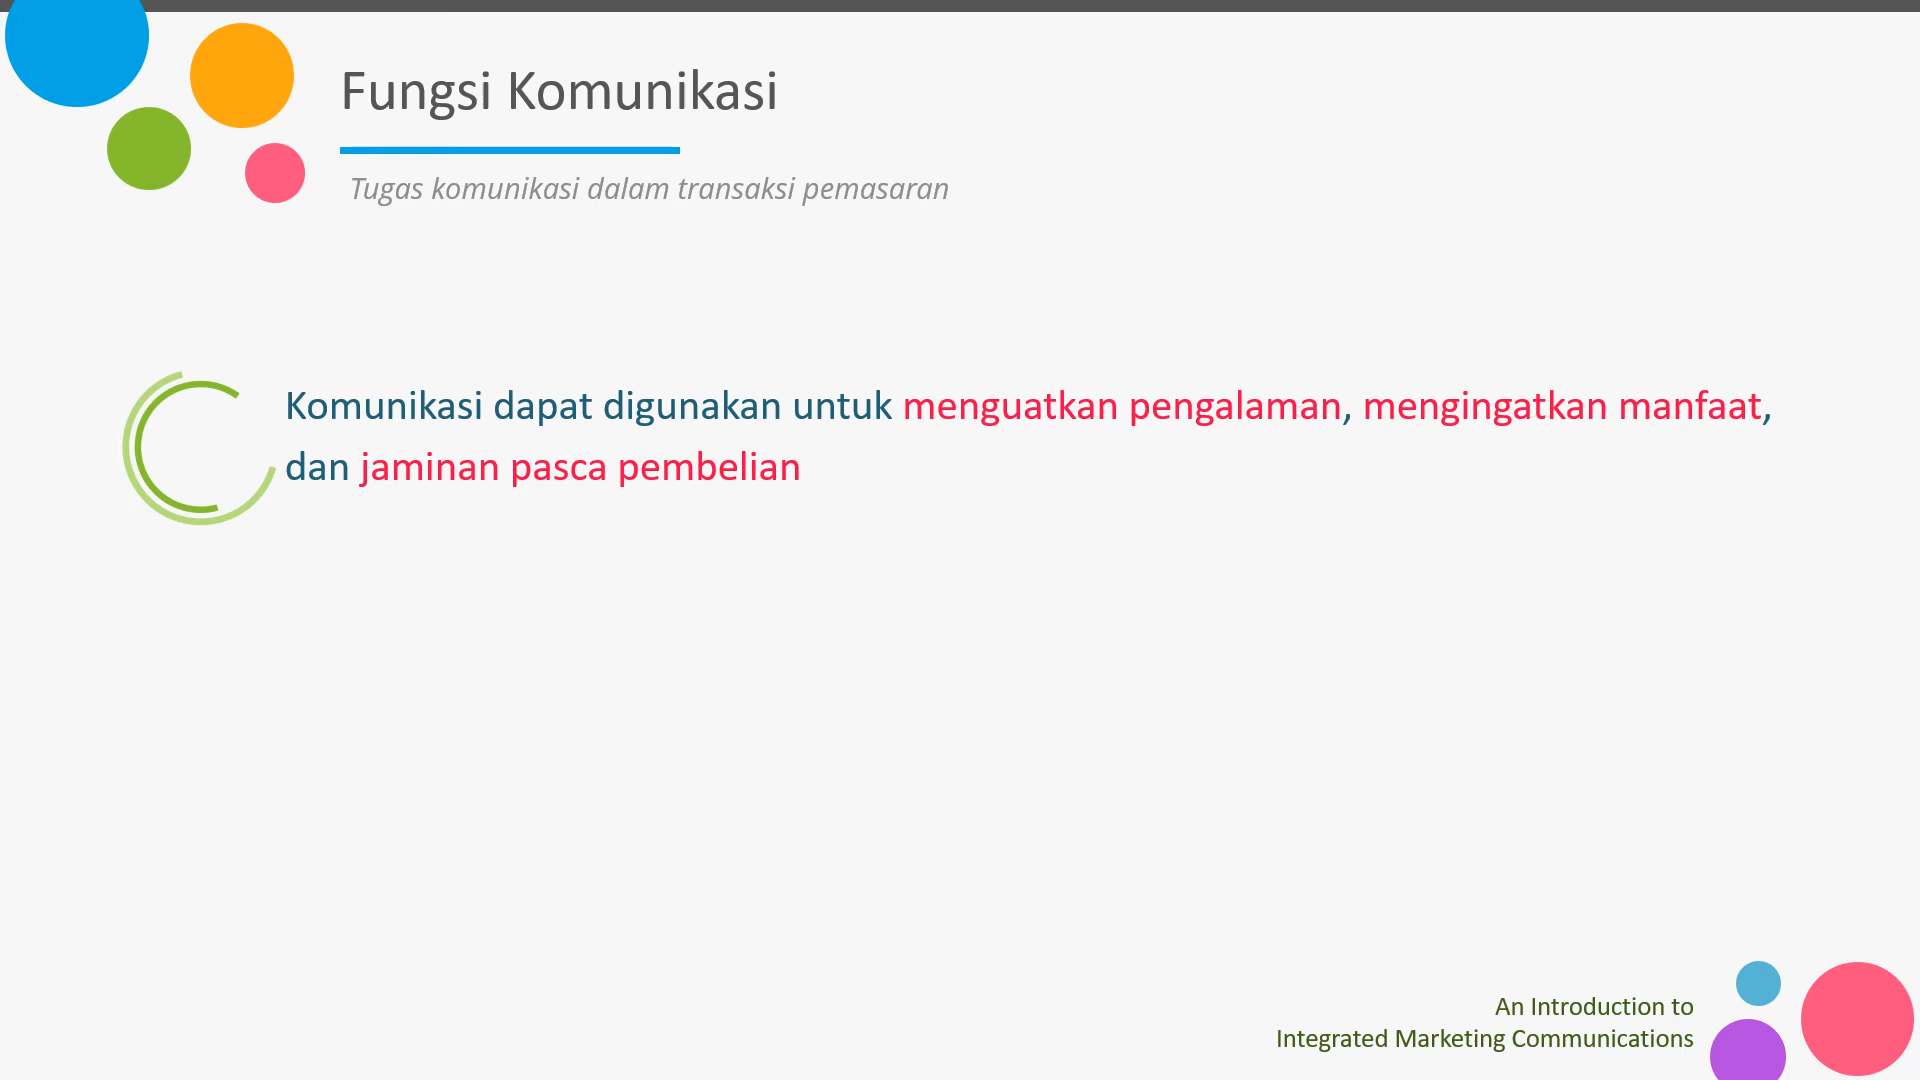 Fungsi Komunikasi
Tugas komunikasi dalam transaksi pemasaran
Komunikasi dapat digunakan untuk menguatkan pengalaman, mengingatkan manfaat,
dan jaminan pasca pembelian
An Introduction to
Integrated Marketing Communications